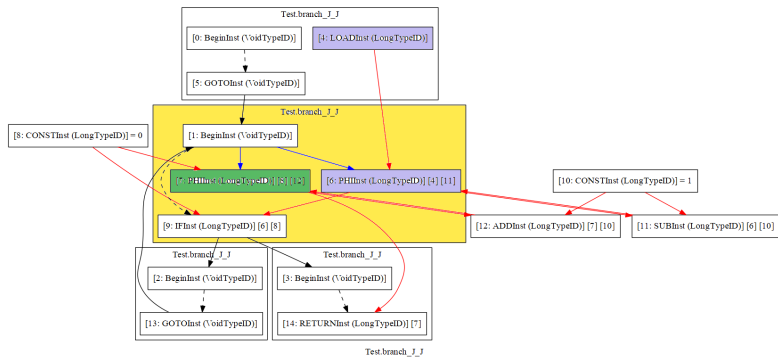 Test.branch_J_J
[0: BeginInst (VoidTypeID)]
[4: LOADInst (LongTypeID)]
[5: GOTOInst (VoidTypeID)]
Test.branch_J_J
[8: CONSTInst (LongTypeID)] = 0
[1: BeginInst (VoidTypeID)]
[7: PHIInst (LongTypeID)] [8] [12]
[6: PHIInst (LongTypeID)] [4] [11]
[10: CONSTInst (LongTypeID)] = 1
[9: IFInst (LongTypeID)] [6] [8]
[12: ADDInst (LongTypeID)] [7] [10]
[11: SUBInst (LongTypeID)] [6] [10]
Test.branch_J_J
Test.branch_J_J
[2: BeginInst (VoidTypeID)]
[3: BeginInst (VoidTypeID)]
[13: GOTOInst (VoidTypeID)]
[14: RETURNInst (LongTypeID)] [7]
Test.branch_J_J